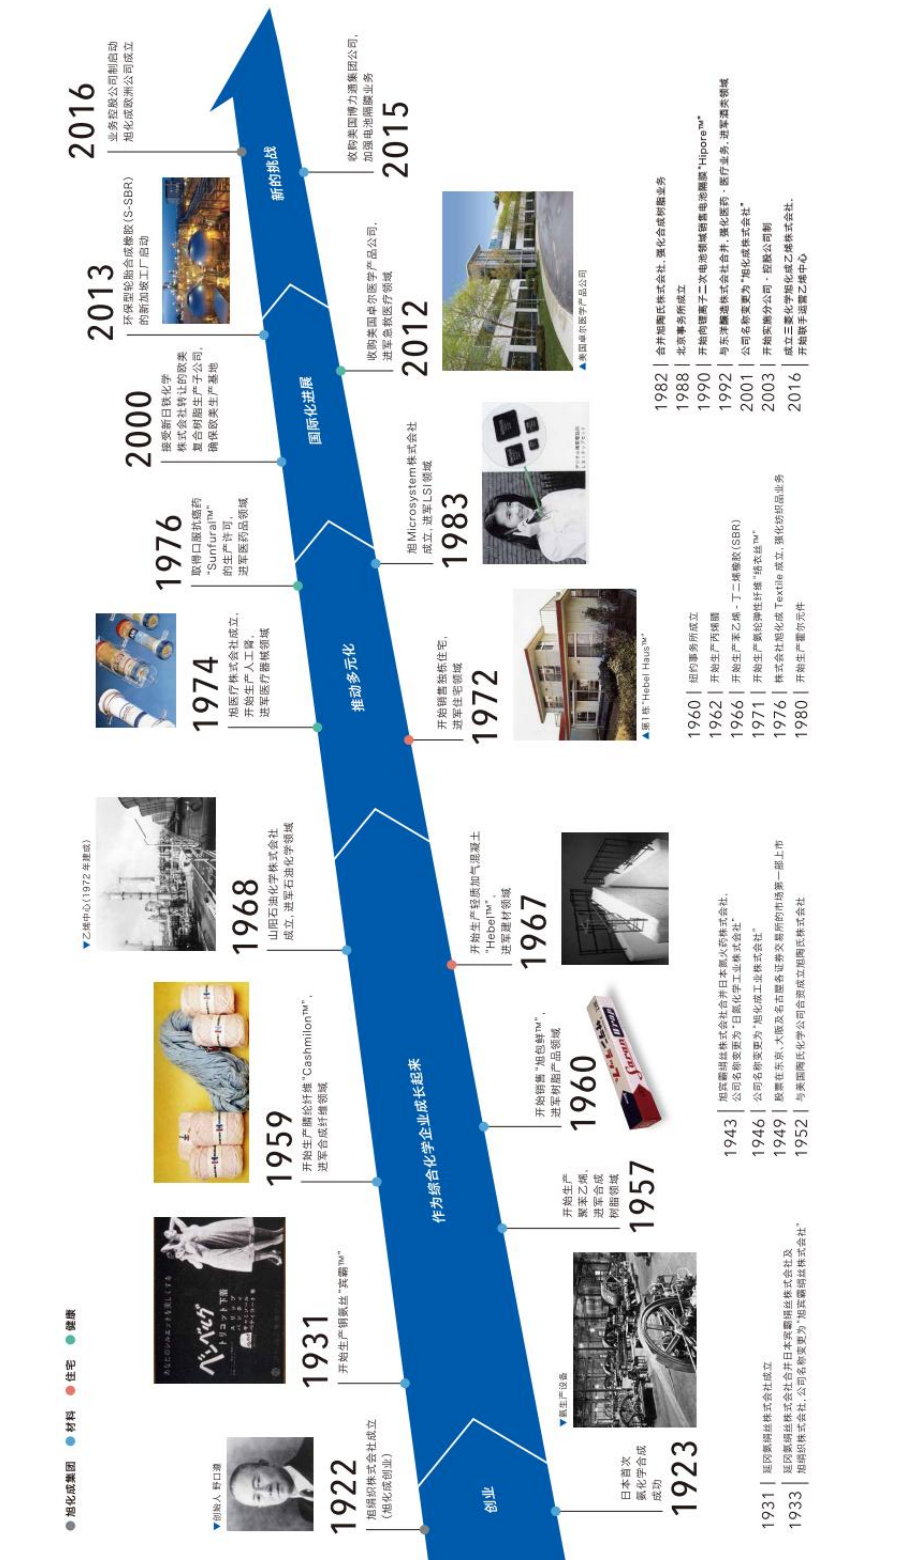 ● 旭化成集团 ● 材料 ● 住宅 ● 健康
▼创始人 野口遵
1922
旭绢织株式会社成立
(旭化成创业)
1931
开始生产铜氨丝"宾霸™"
1959
开始生产腈纶纤维"Cashmilon™",
进军合成纤维领域
▼乙烯中心(1972 年建成)
1968
山阳石油化学株式会社
成立,进军石油化学领域
1974
旭医疗株式会社成立,
开始生产人工肾,
进军医疗器械领域
1976
取得口服抗癌药
"Sunfural™"
的生产许可,
进军医药品领域
2000
接受新日铁化学
株式会社转让的欧美
复合树脂生产子公司,
确保欧美生产基地
2013
环保型轮胎合成橡胶(S-SBR)
的新加坡工厂启动
2016
业务控股公司制启动
旭化成欧洲公司成立
ベンベルグ
トリコット下着
创业
作为综合化学企业成长起来
推动多元化
国际化进展
新的挑战
日本首次
氨化学合成
成功
1923
▼氨生产设备
开始生产
聚苯乙烯,
进军合成
树脂领域
1957
开始销售"旭包鲜™",
进军树脂产品领域
1960
开始生产轻质加气混凝土
"Hebel™",
进军建材领域
1967
开始销售独栋住宅,
进军住宅领域
1972
▲第1栋"Hebel Haus™"
旭Microsystem株式会社
成立,进军LSI领域
1983
收购美国卓尔医学产品公司,
进军急救医疗领域
2012
▲美国卓尔医学产品公司
收购美国博力通集团公司,
加强电池隔膜业务
2015
1931 延冈氨绢丝株式会社成立
1933 延冈氨绢丝株式会社合并日本宾霸绢丝株式会社及
旭绢织株式会社,公司名称变更为"旭宾霸绢丝株式会社"
1943 旭宾霸绢丝株式会社合并日本氮火药株式会社,
公司名称变更为"日氮化学工业株式会社"
1946 公司名称变更为"旭化成工业株式会社"
1949 股票在东京、大阪及名古屋各证券交易所的市场第一部上市
1952 与美国陶氏化学公司合资成立旭陶氏株式会社
1960 纽约事务所成立
1962 开始生产丙烯腈
1966 开始生产苯乙烯-丁二烯橡胶(SBR)
1971 开始生产氨纶弹性纤维"珞衣丝™"
1976 株式会社旭化成 Textile 成立,强化纺织品业务
1980 开始生产霍尔元件
1982 合并旭陶氏株式会社,强化合成树脂业务
1988 北京事务所成立
1990 开始向锂离子二次电池领域销售电池隔膜"Hipore™"
1992 与东洋酿造株式会社合并,强化医药·医疗业务,进军酒类领域
2001 公司名称变更为"旭化成株式会社"
2003 开始实施分公司·控股公司制
2016 成立三菱化学旭化成乙烯株式会社,
开始联手运营乙烯中心